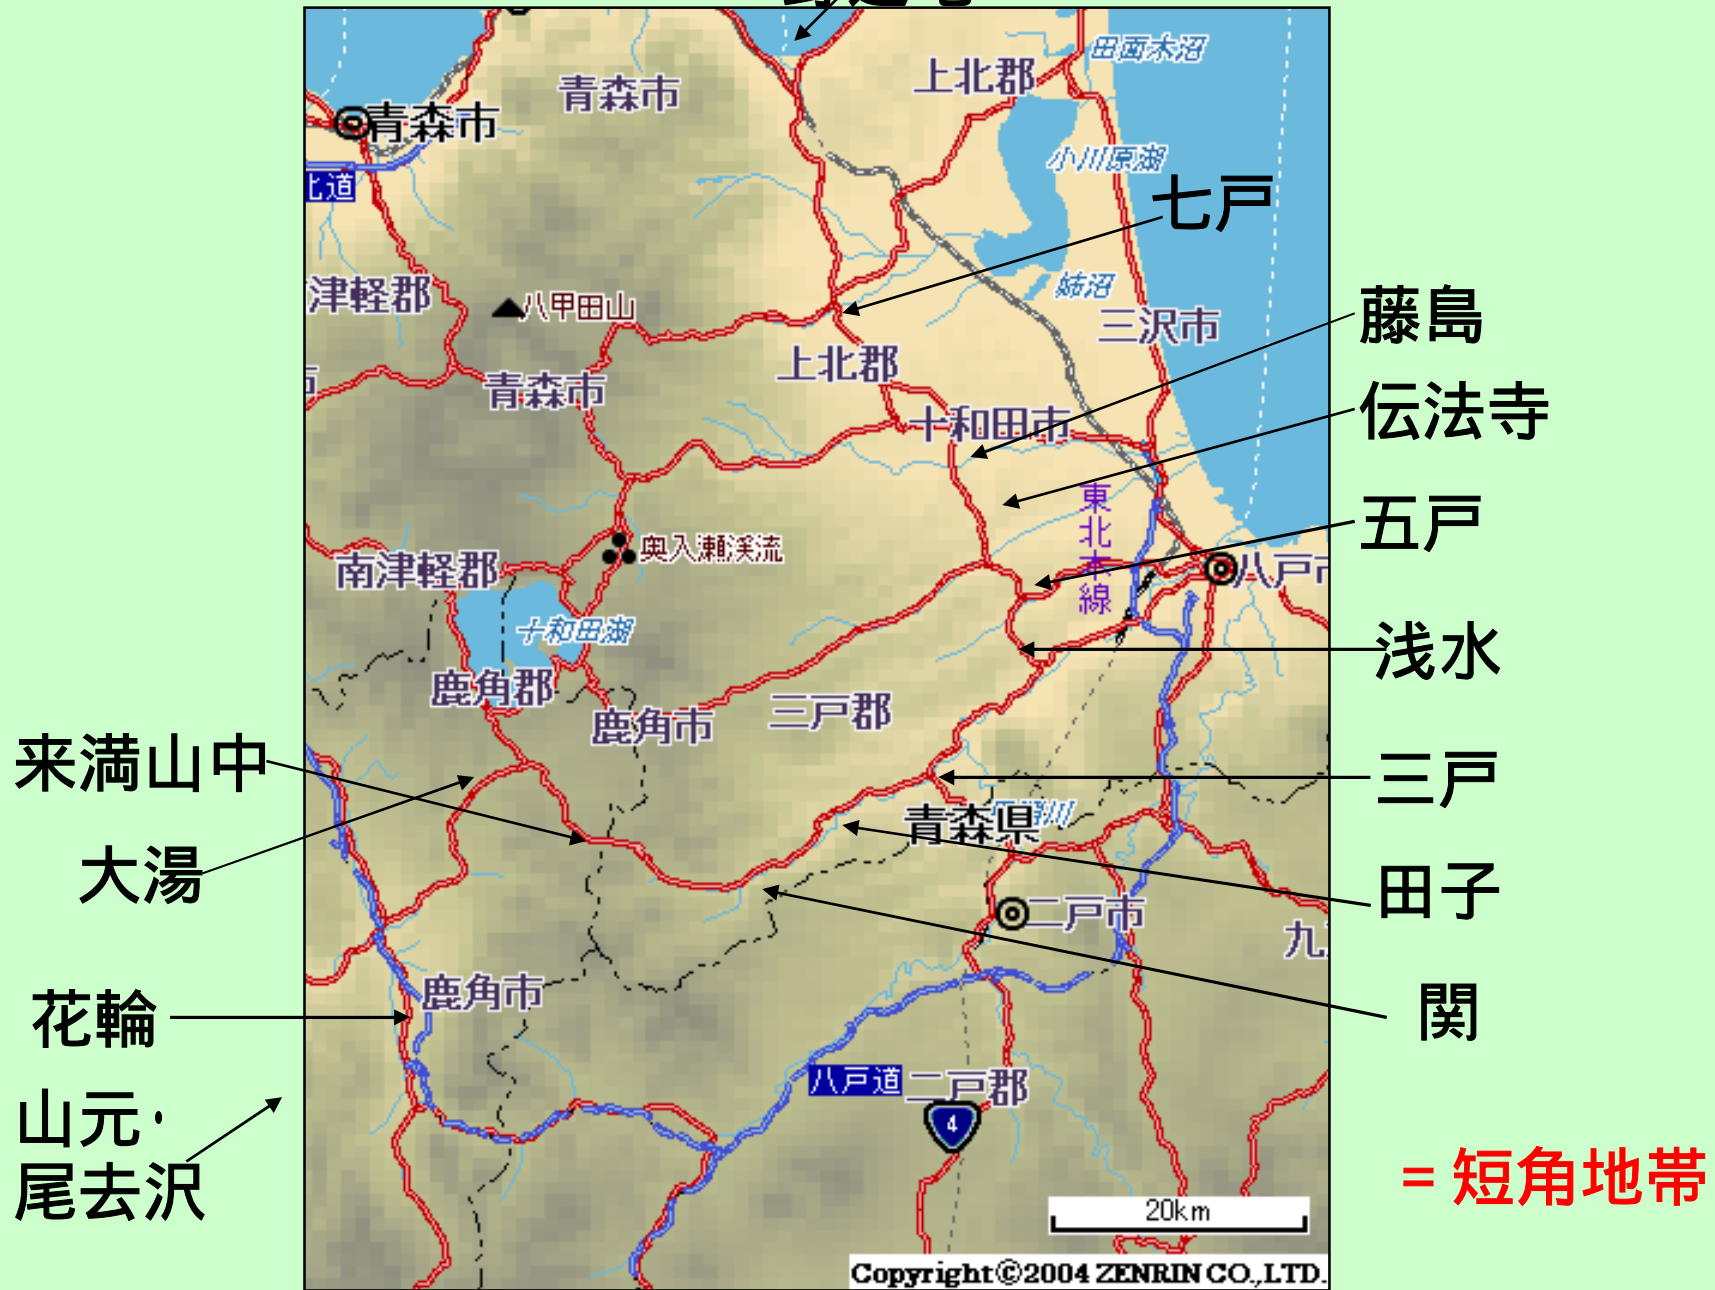 田面木沼
上北郡
青森市
青森市
小川原湖
北道
七戸
津軽郡
八甲田山
姉沼
藤島
三沢市
上北郡
青森市
伝法寺
十和田市
東北本線
五戸
奥入瀬渓流
南津軽郡
八戸市
十和田湖
浅水
鹿角郡
鹿角市
三戸郡
来満山中
三戸
青森県
大湯
田子
二戸市
九
鹿角市
花輪
関
八戸道
二戸郡
4
山元・
尾去沢
=短角地帯
20km
Copyright©2004 ZENRIN CO.,LTD.